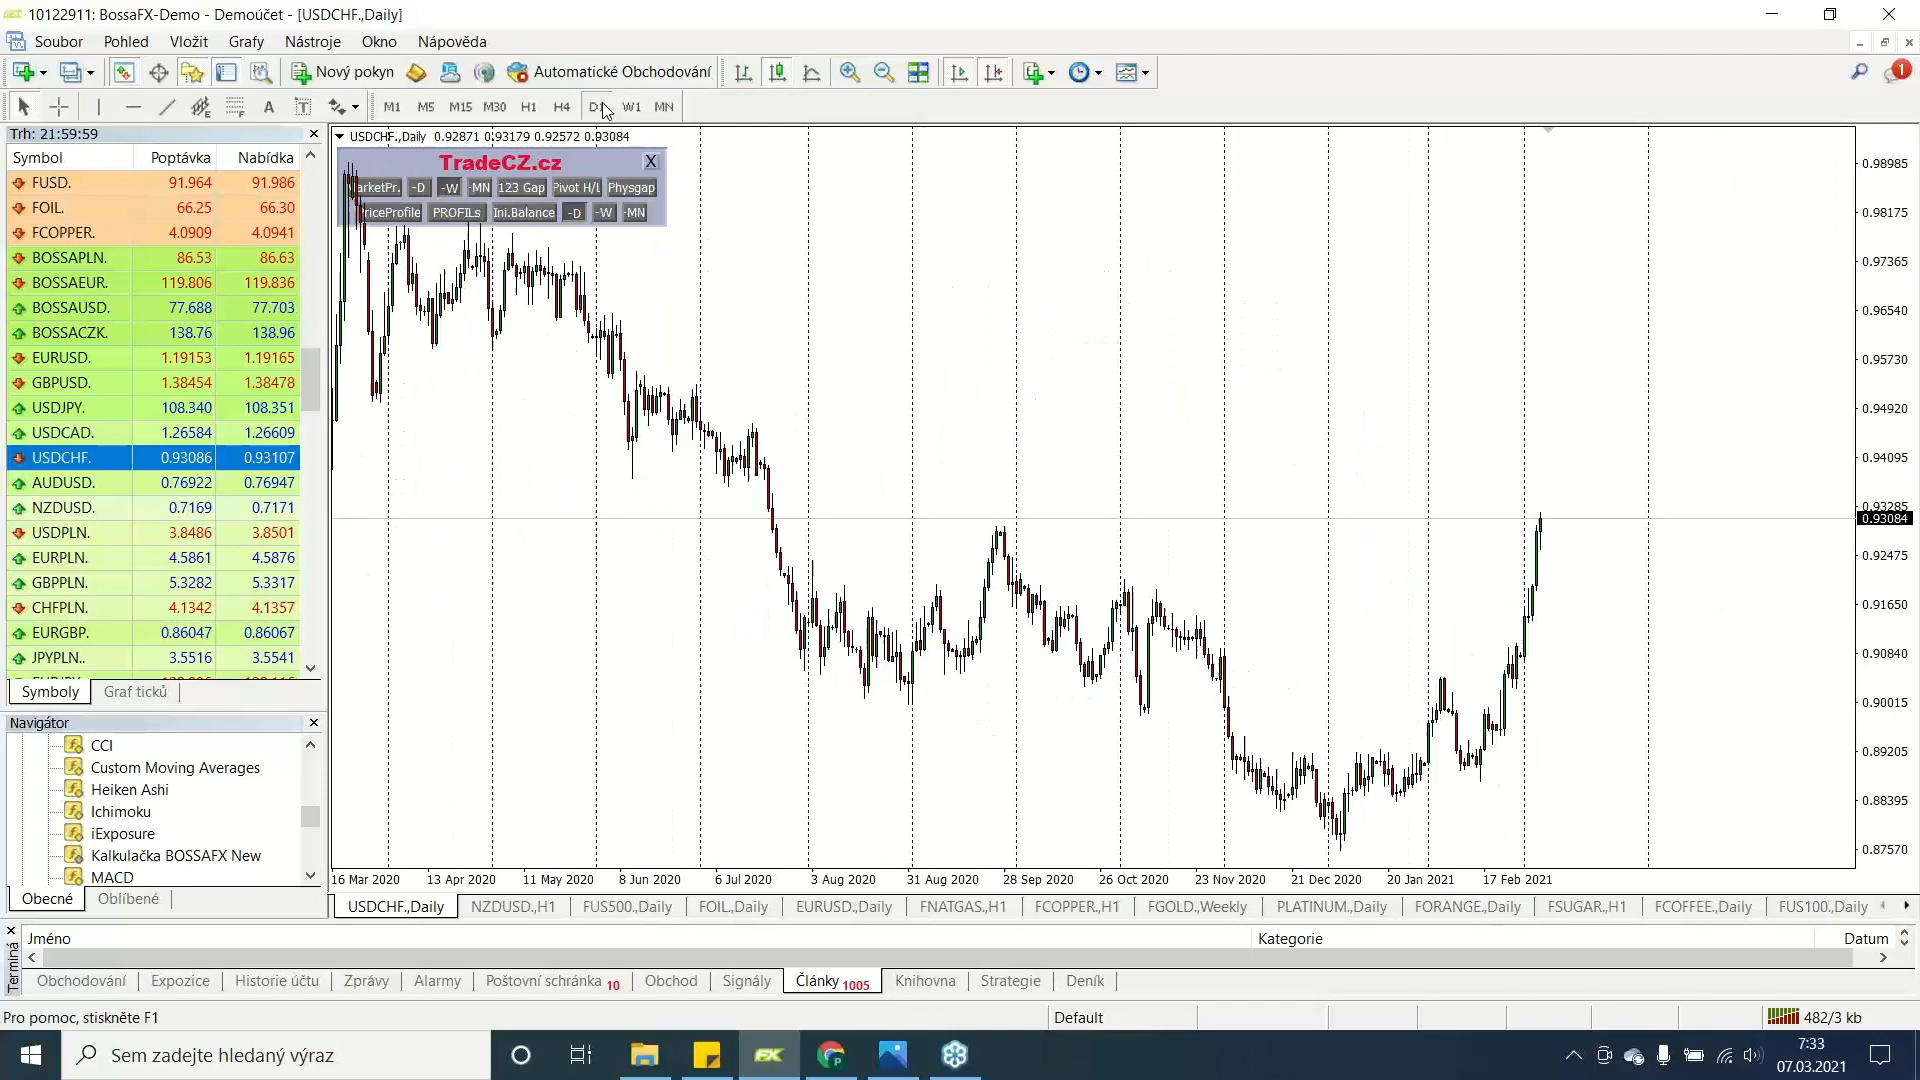 10122911: BossaFX-Demo - Demoúčet - [USDCHF.,Daily]
Soubor Pohled Vložit Grafy Nástroje Okno Nápověda
Nový pokyn Automatické Obchodování 1
A T M1 M5 M15 M30 H1 H4 D1 W1 MN
Trh: 21:59:59
Symbol Poptávka Nabídka
FUSD. 91.964 91.986
FOIL. 66.25 66.30
FCOPPER. 4.0909 4.0941
BOSSAPLN. 86.53 86.63
BOSSAEUR. 119.806 119.836
BOSSAUSD. 77.688 77.703
BOSSACZK. 138.76 138.96
EURUSD. 1.19153 1.19165
GBPUSD. 1.38454 1.38478
USDJPY. 108.340 108.351
USDCAD. 1.26584 1.26609
USDCHF. 0.93086 0.93107
AUDUSD. 0.76922 0.76947
NZDUSD. 0.7169 0.7171
USDPLN. 3.8486 3.8501
EURPLN. 4.5861 4.5876
GBPPLN. 5.3282 5.3317
CHFPLN. 4.1342 4.1357
EURGBP. 0.86047 0.86067
JPYPLN.. 3.5516 3.5541
Symboly Graf ticků
Navigátor
CCI
Custom Moving Averages
Heiken Ashi
Ichimoku
iExposure
Kalkulačka BOSSAFX New
MACD
Obecné Oblíbené
USDCHF.,Daily 0.92871 0.93179 0.92572 0.93084
TradeCZ.cz X
arketPr. -D -W -MN 123 Gap Pivot H/L Physgap
riceProfile PROFILs Ini.Balance -D -W -MN
0.98985
0.98175
0.97365
0.96540
0.95730
0.94920
0.94095
0.93285
0.93084
0.92475
0.91650
0.90840
0.90015
0.89205
0.88395
0.87570
16 Mar 2020 13 Apr 2020 11 May 2020 8 Jun 2020 6 Jul 2020 3 Aug 2020 31 Aug 2020 28 Sep 2020 26 Oct 2020 23 Nov 2020 21 Dec 2020 20 Jan 2021 17 Feb 2021
USDCHF.,Daily NZDUSD.,H1 FUS500.,Daily FOIL.,Daily EURUSD.,Daily FNATGAS.,H1 FCOPPER.,H1 FGOLD.,Weekly PLATINUM.,Daily FORANGE.,Daily FSUGAR.,H1 FCOFFEE.,Daily FUS100.,Daily
Jméno Kategorie Datum
Terminá
Obchodování Expozice Historie účtu Zprávy Alarmy Poštovní schránka 10 Obchod Signály Články 1005 Knihovna Strategie Deník
Pro pomoc, stiskněte F1 Default 482/3 kb
Sem zadejte hledaný výraz
FX
7:33
07.03.2021